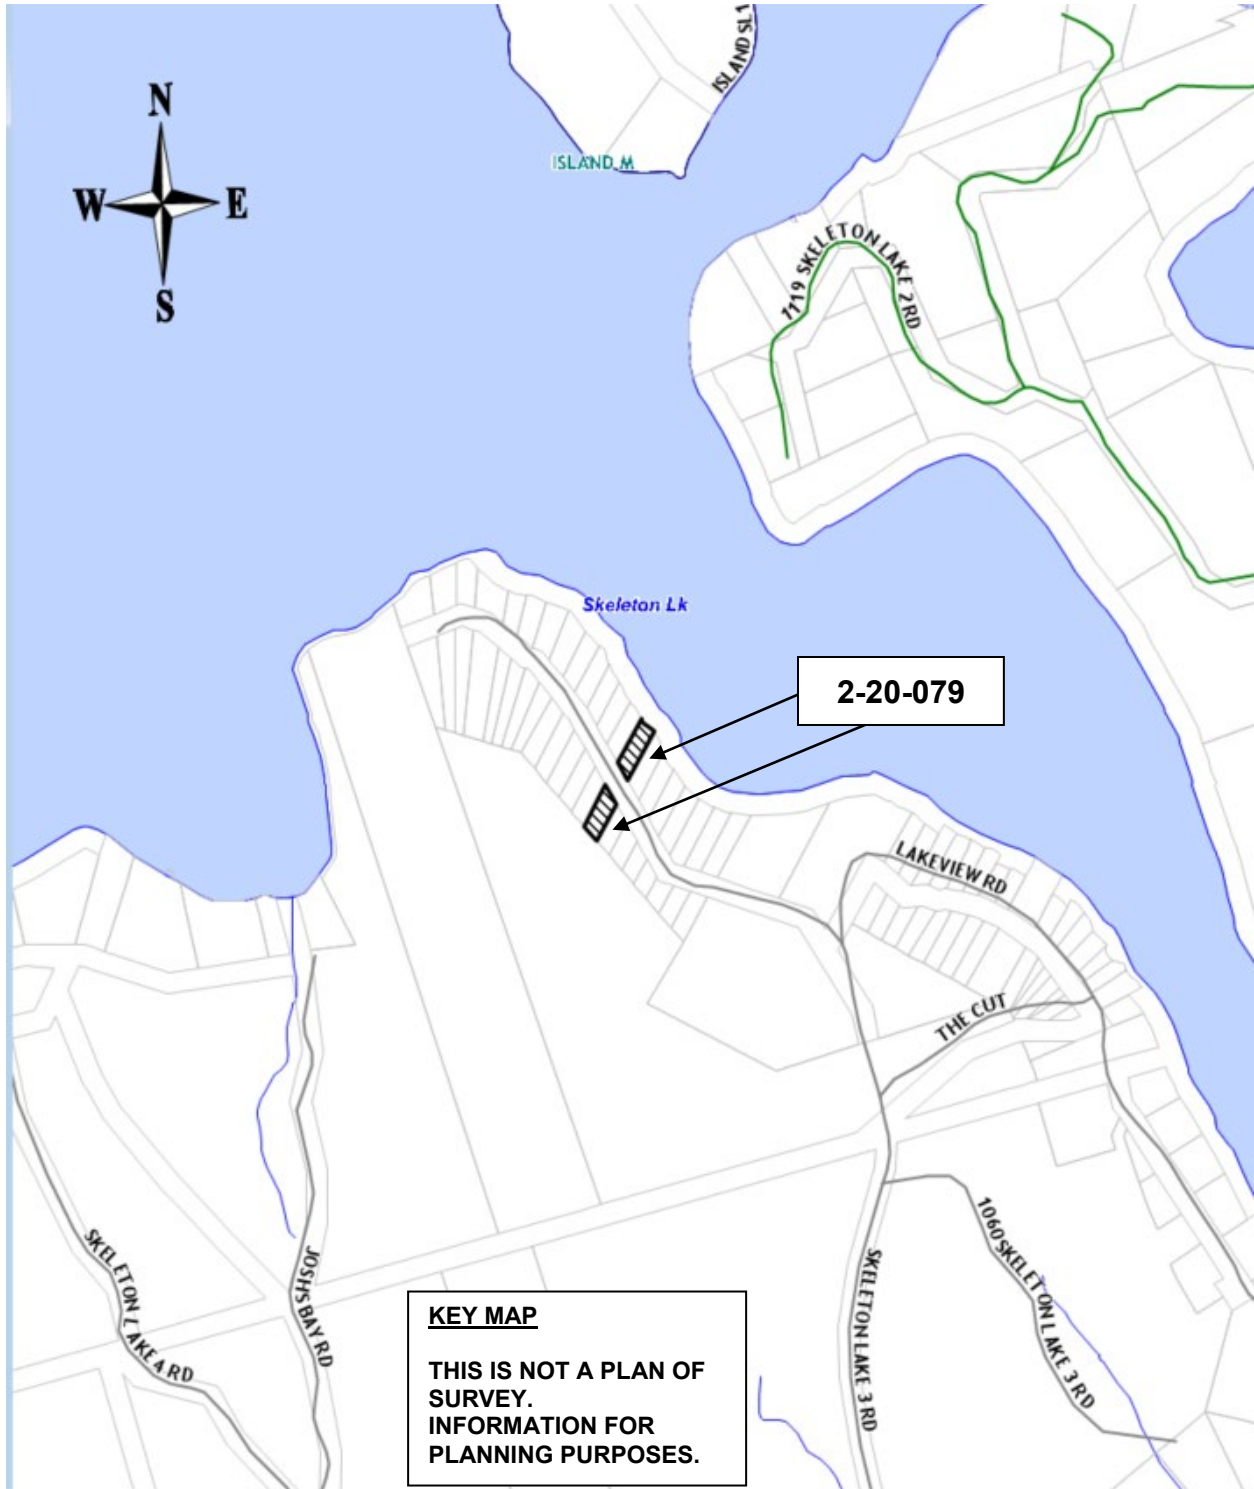 ISLAND SL1
N
ISLAND M
W E
S
1119 SKELETON LAKE 2 RD
Skeleton Lk
2-20-079
LAKEVIEW RD
THE CUT
SKELETON LAKE 4 RD
JOSHS BAY RD
SKELETON LAKE 3 RD
1060 SKELETON LAKE 3 RD
KEY MAP
THIS IS NOT A PLAN OF
SURVEY.
INFORMATION FOR
PLANNING PURPOSES.